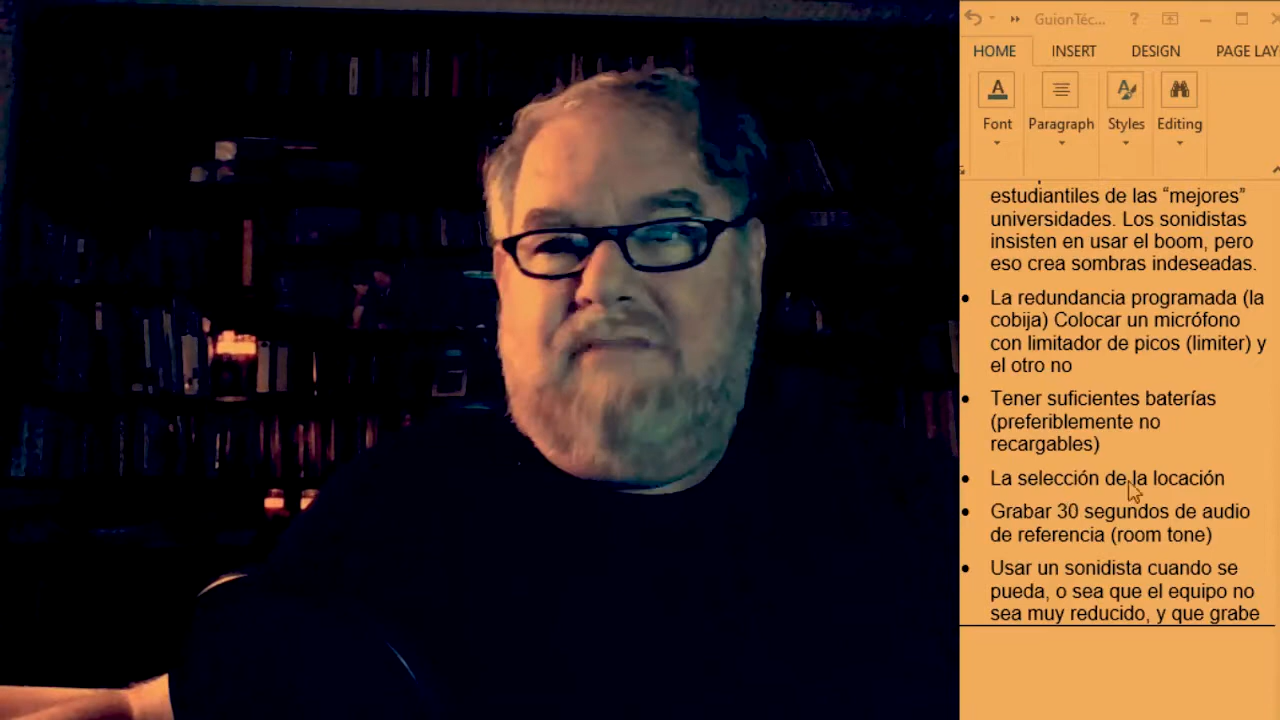 GuionTéc...
?
HOME INSERT DESIGN PAGE LAY
A
Font Paragraph Styles Editing
estudiantiles de las “mejores”
universidades. Los sonidistas
insisten en usar el boom, pero
eso crea sombras indeseadas.
• La redundancia programada (la
cobija) Colocar un micrófono
con limitador de picos (limiter) y
el otro no
• Tener suficientes baterías
(preferiblemente no
recargables)
• La selección de la locación
• Grabar 30 segundos de audio
de referencia (room tone)
• Usar un sonidista cuando se
pueda, o sea que el equipo no
sea muy reducido, y que grabe